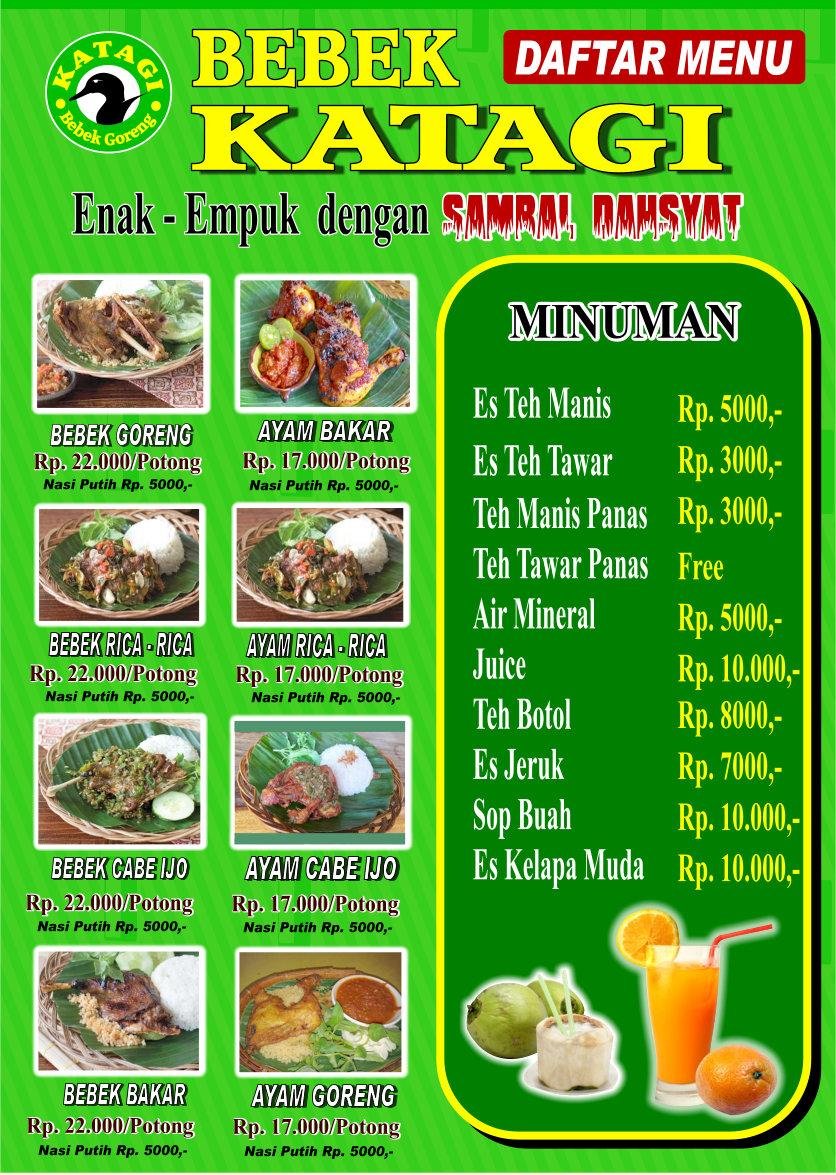 KATAGI
Bebek Goreng
BEBEK
KATAGI
DAFTAR MENU
Enak - Empuk dengan SAMBAL DAHSYAT
BEBEK GORENG
Rp. 22.000/Potong
Nasi Putih Rp. 5000,-
AYAM BAKAR
Rp. 17.000/Potong
Nasi Putih Rp. 5000,-
BEBEK RICA - RICA
Rp. 22.000/Potong
Nasi Putih Rp. 5000,-
AYAM RICA - RICA
Rp. 17.000/Potong
Nasi Putih Rp. 5000,-
BEBEK CABE IJO
Rp. 22.000/Potong
Nasi Putih Rp. 5000,-
AYAM CABE IJO
Rp. 17.000/Potong
Nasi Putih Rp. 5000,-
BEBEK BAKAR
Rp. 22.000/Potong
Nasi Putih Rp. 5000,-
AYAM GORENG
Rp. 17.000/Potong
Nasi Putih Rp. 5000,-
MINUMAN
Es Teh Manis Rp. 5000,-
Es Teh Tawar Rp. 3000,-
Teh Manis Panas Rp. 3000,-
Teh Tawar Panas Free
Air Mineral Rp. 5000,-
Juice Rp. 10.000,-
Teh Botol Rp. 8000,-
Es Jeruk Rp. 7000,-
Sop Buah Rp. 10.000,-
Es Kelapa Muda Rp. 10.000,-